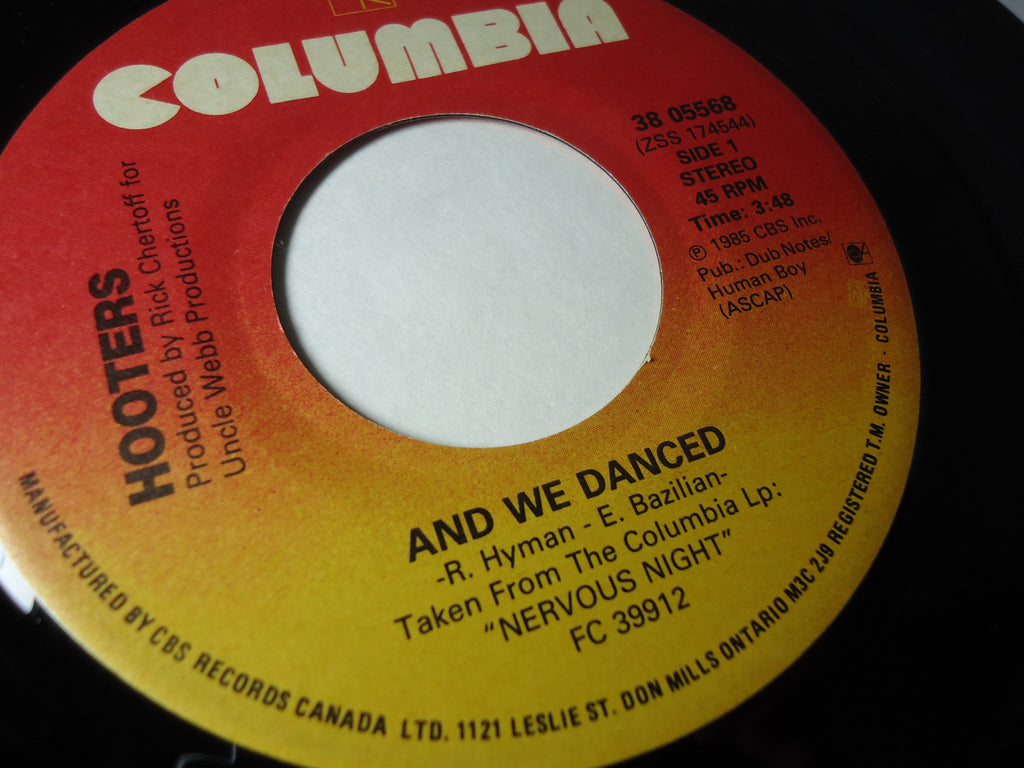 COLUMBIA
38 05568
(ZSS 174544)
SIDE 1
STEREO
45 RPM
Time: 3:48
℗ 1985 CBS Inc.
Pub.: Dub Notes/
Human Boy
(ASCAP)
HOOTERS
Produced by Rick Chertoff for
Uncle Webb Productions
AND WE DANCED
-R. Hyman - E. Bazilian-
Taken From The Columbia Lp:
"NERVOUS NIGHT"
FC 39912
MANUFACTURED BY CBS RECORDS CANADA LTD. 1121 LESLIE ST. DON MILLS ONTARIO M3C 2J9 REGISTERED T.M. OWNER · COLUMBIA